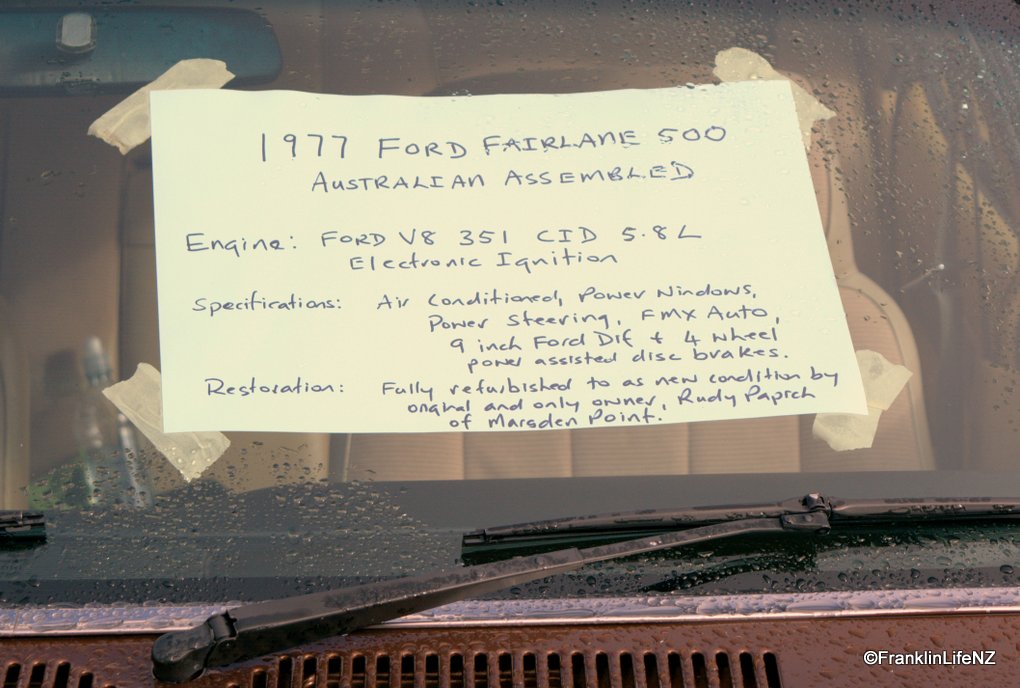 1977 FORD FAIRLANE 500
AUSTRALIAN ASSEMBLED
Engine: FORD V8 351 CID 5.8L
Electronic Ignition
Specifications: Air Conditioned, Power Windows,
Power Steering, FMX Auto,
9 inch Ford Dif + 4 wheel
power assisted disc brakes.
Restoration: Fully refurbished to as new condition by
original and only owner, Rudy Paprch
of Marsden Point.
©FranklinLifeNZ